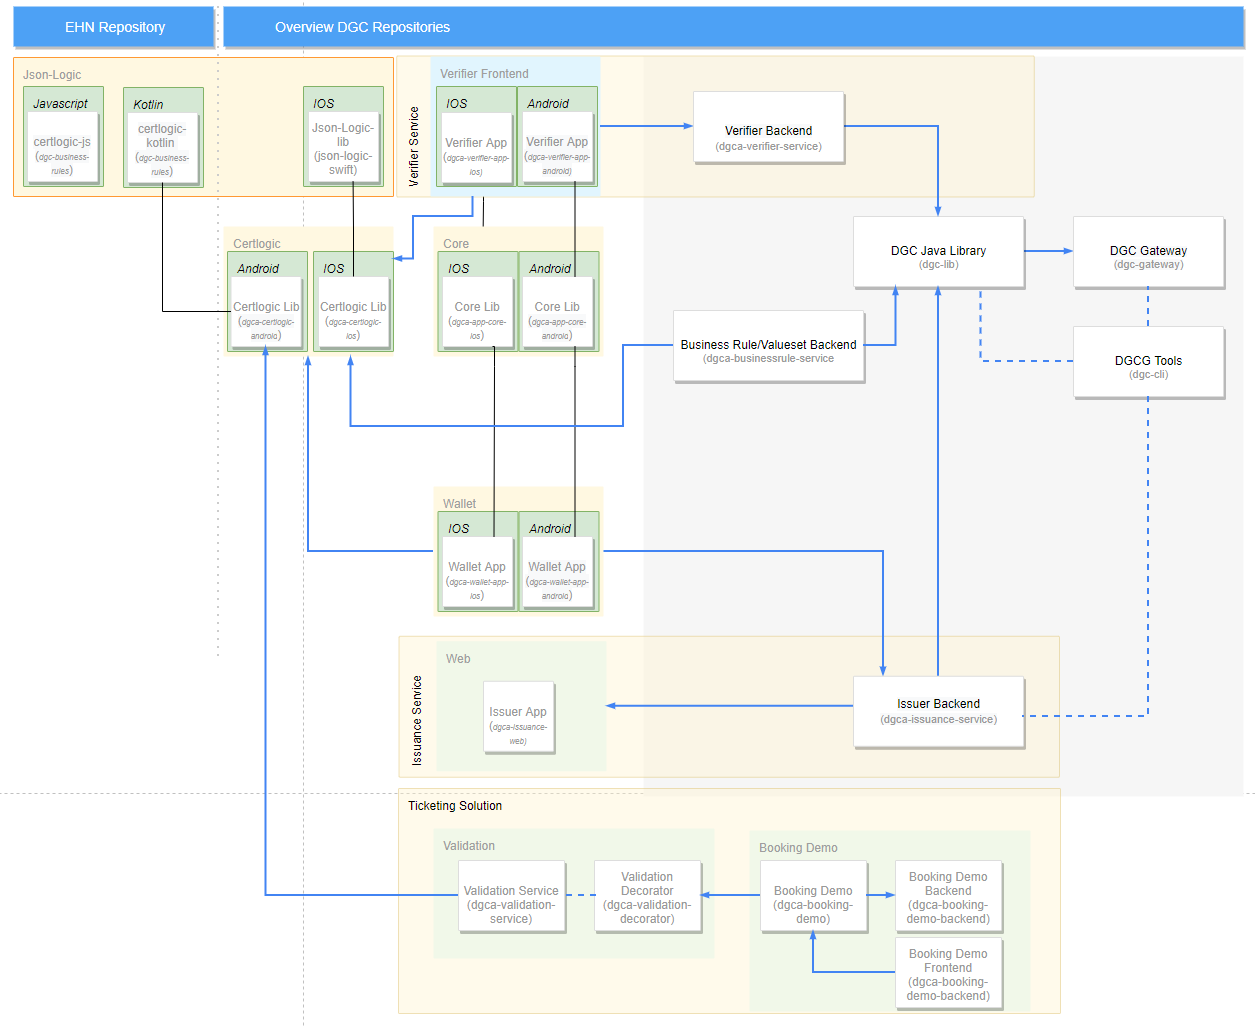 EHN Repository
Overview DGC Repositories
Json-Logic
Javascript
certlogic-js
(dgc-business-
rules)
Kotlin
certlogic-
kotlin
(dgc-business-
rules)
IOS
Json-Logic-
lib
(json-logic-
swift)
Verifier Service
Verifier Frontend
IOS
Verifier App
(dgca-verifier-app-
ios)
Android
Verifier App
(dgca-verifier-app-
android)
Verifier Backend
(dgca-verifier-service)
Certlogic
Android
Certlogic Lib
(dgca-certlogic-
android)
IOS
Certlogic Lib
(dgca-certlogic-
ios)
Core
IOS
Core Lib
(dgca-app-core-
ios)
Android
Core Lib
(dgca-app-core-
android)
DGC Java Library
(dgc-lib)
DGC Gateway
(dgc-gateway)
Business Rule/Valueset Backend
(dgca-businessrule-service
DGCG Tools
(dgc-cli)
Wallet
IOS
Wallet App
(dgca-wallet-app-
ios)
Android
Wallet App
(dgca-wallet-app-
android)
Issuance Service
Web
Issuer App
(dgca-issuance-
web)
Issuer Backend
(dgca-issuance-service)
Ticketing Solution
Validation
Validation Service
(dgca-validation-
service)
Validation
Decorator
(dgca-validation-
decorator)
Booking Demo
Booking Demo
(dgca-booking-
demo)
Booking Demo
Backend
(dgca-booking-
demo-backend)
Booking Demo
Frontend
(dgca-booking-
demo-backend)